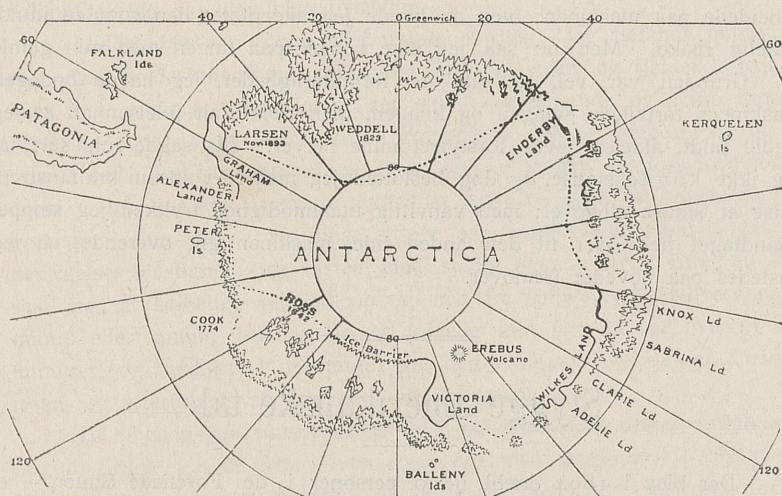 40
20
0 Greenwich
20
40
60
60
FALKLAND
Ids
PATAGONIA
LARSEN
Nov 1893
WEDDELL
1823
ENDERBY
Land
KERQUELEN
Is
GRAHAM
Land
80
ALEXANDER
Land
PETER
Is
ANTARCTICA
COOK
1774
ROSS
1842
KNOX Ld
SABRINA Ld
Ice Barrier
80
EREBUS
Volcano
WILKES LAND
CLARIE Ld
ADELIE Ld
VICTORIA
Land
120
120
BALLENY
Ids